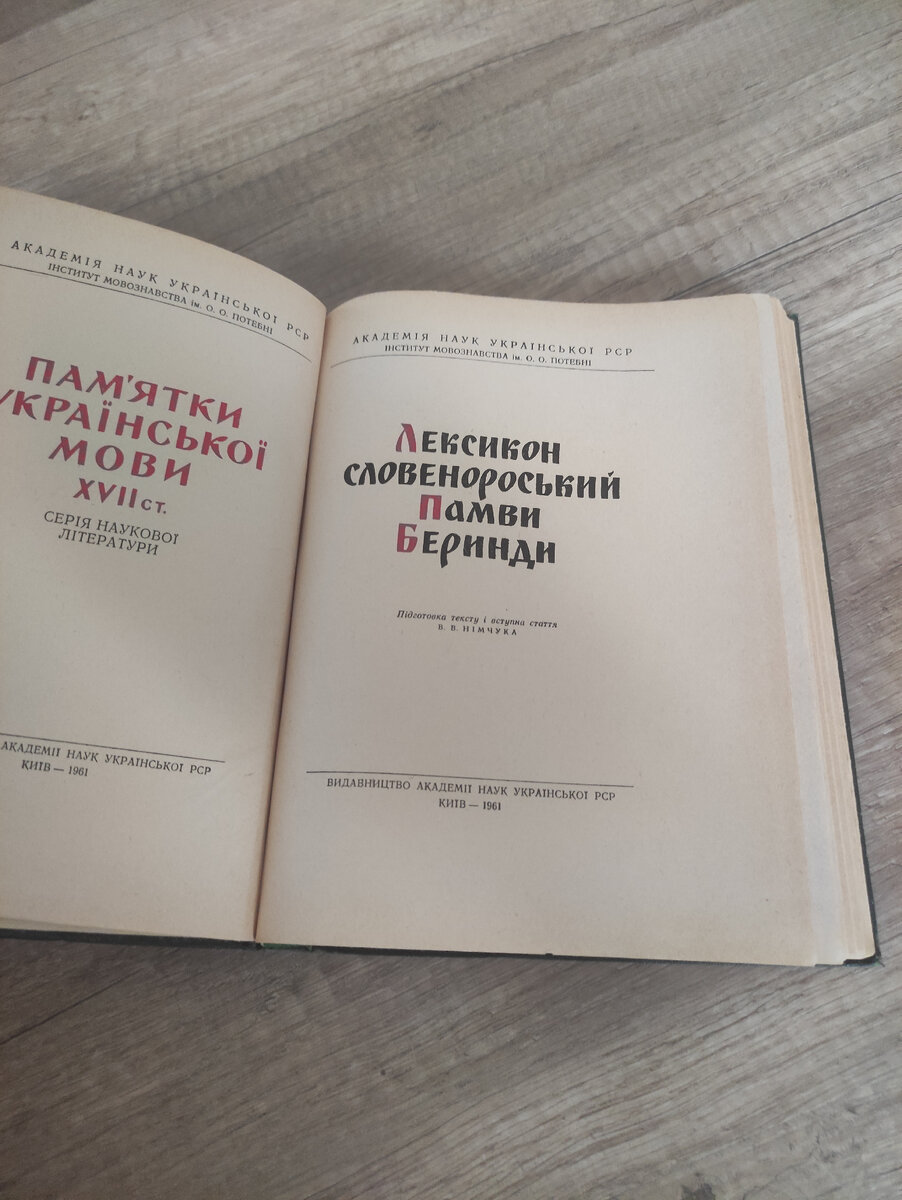 АКАДЕМІЯ НАУК УКРАЇНСЬКОЇ РСР
ІНСТИТУТ МОВОЗНАВСТВА ім. О. О. ПОТЕБНІ
ПАМ'ЯТКИ
УКРАЇНСЬКОЇ
МОВИ
XVII СТ.
СЕРІЯ НАУКОВОЇ
ЛІТЕРАТУРИ
АКАДЕМІЇ НАУК УКРАЇНСЬКОЇ РСР
КИЇВ — 1961
АКАДЕМІЯ НАУК УКРАЇНСЬКОЇ РСР
ІНСТИТУТ МОВОЗНАВСТВА ім. О. О. ПОТЕБНІ
Лексикон
словенороський
Памви
Беринди
Підготовка тексту і вступна стаття
В. В. НІМЧУКА
ВИДАВНИЦТВО АКАДЕМІЇ НАУК УКРАЇНСЬКОЇ РСР
КИЇВ — 1961